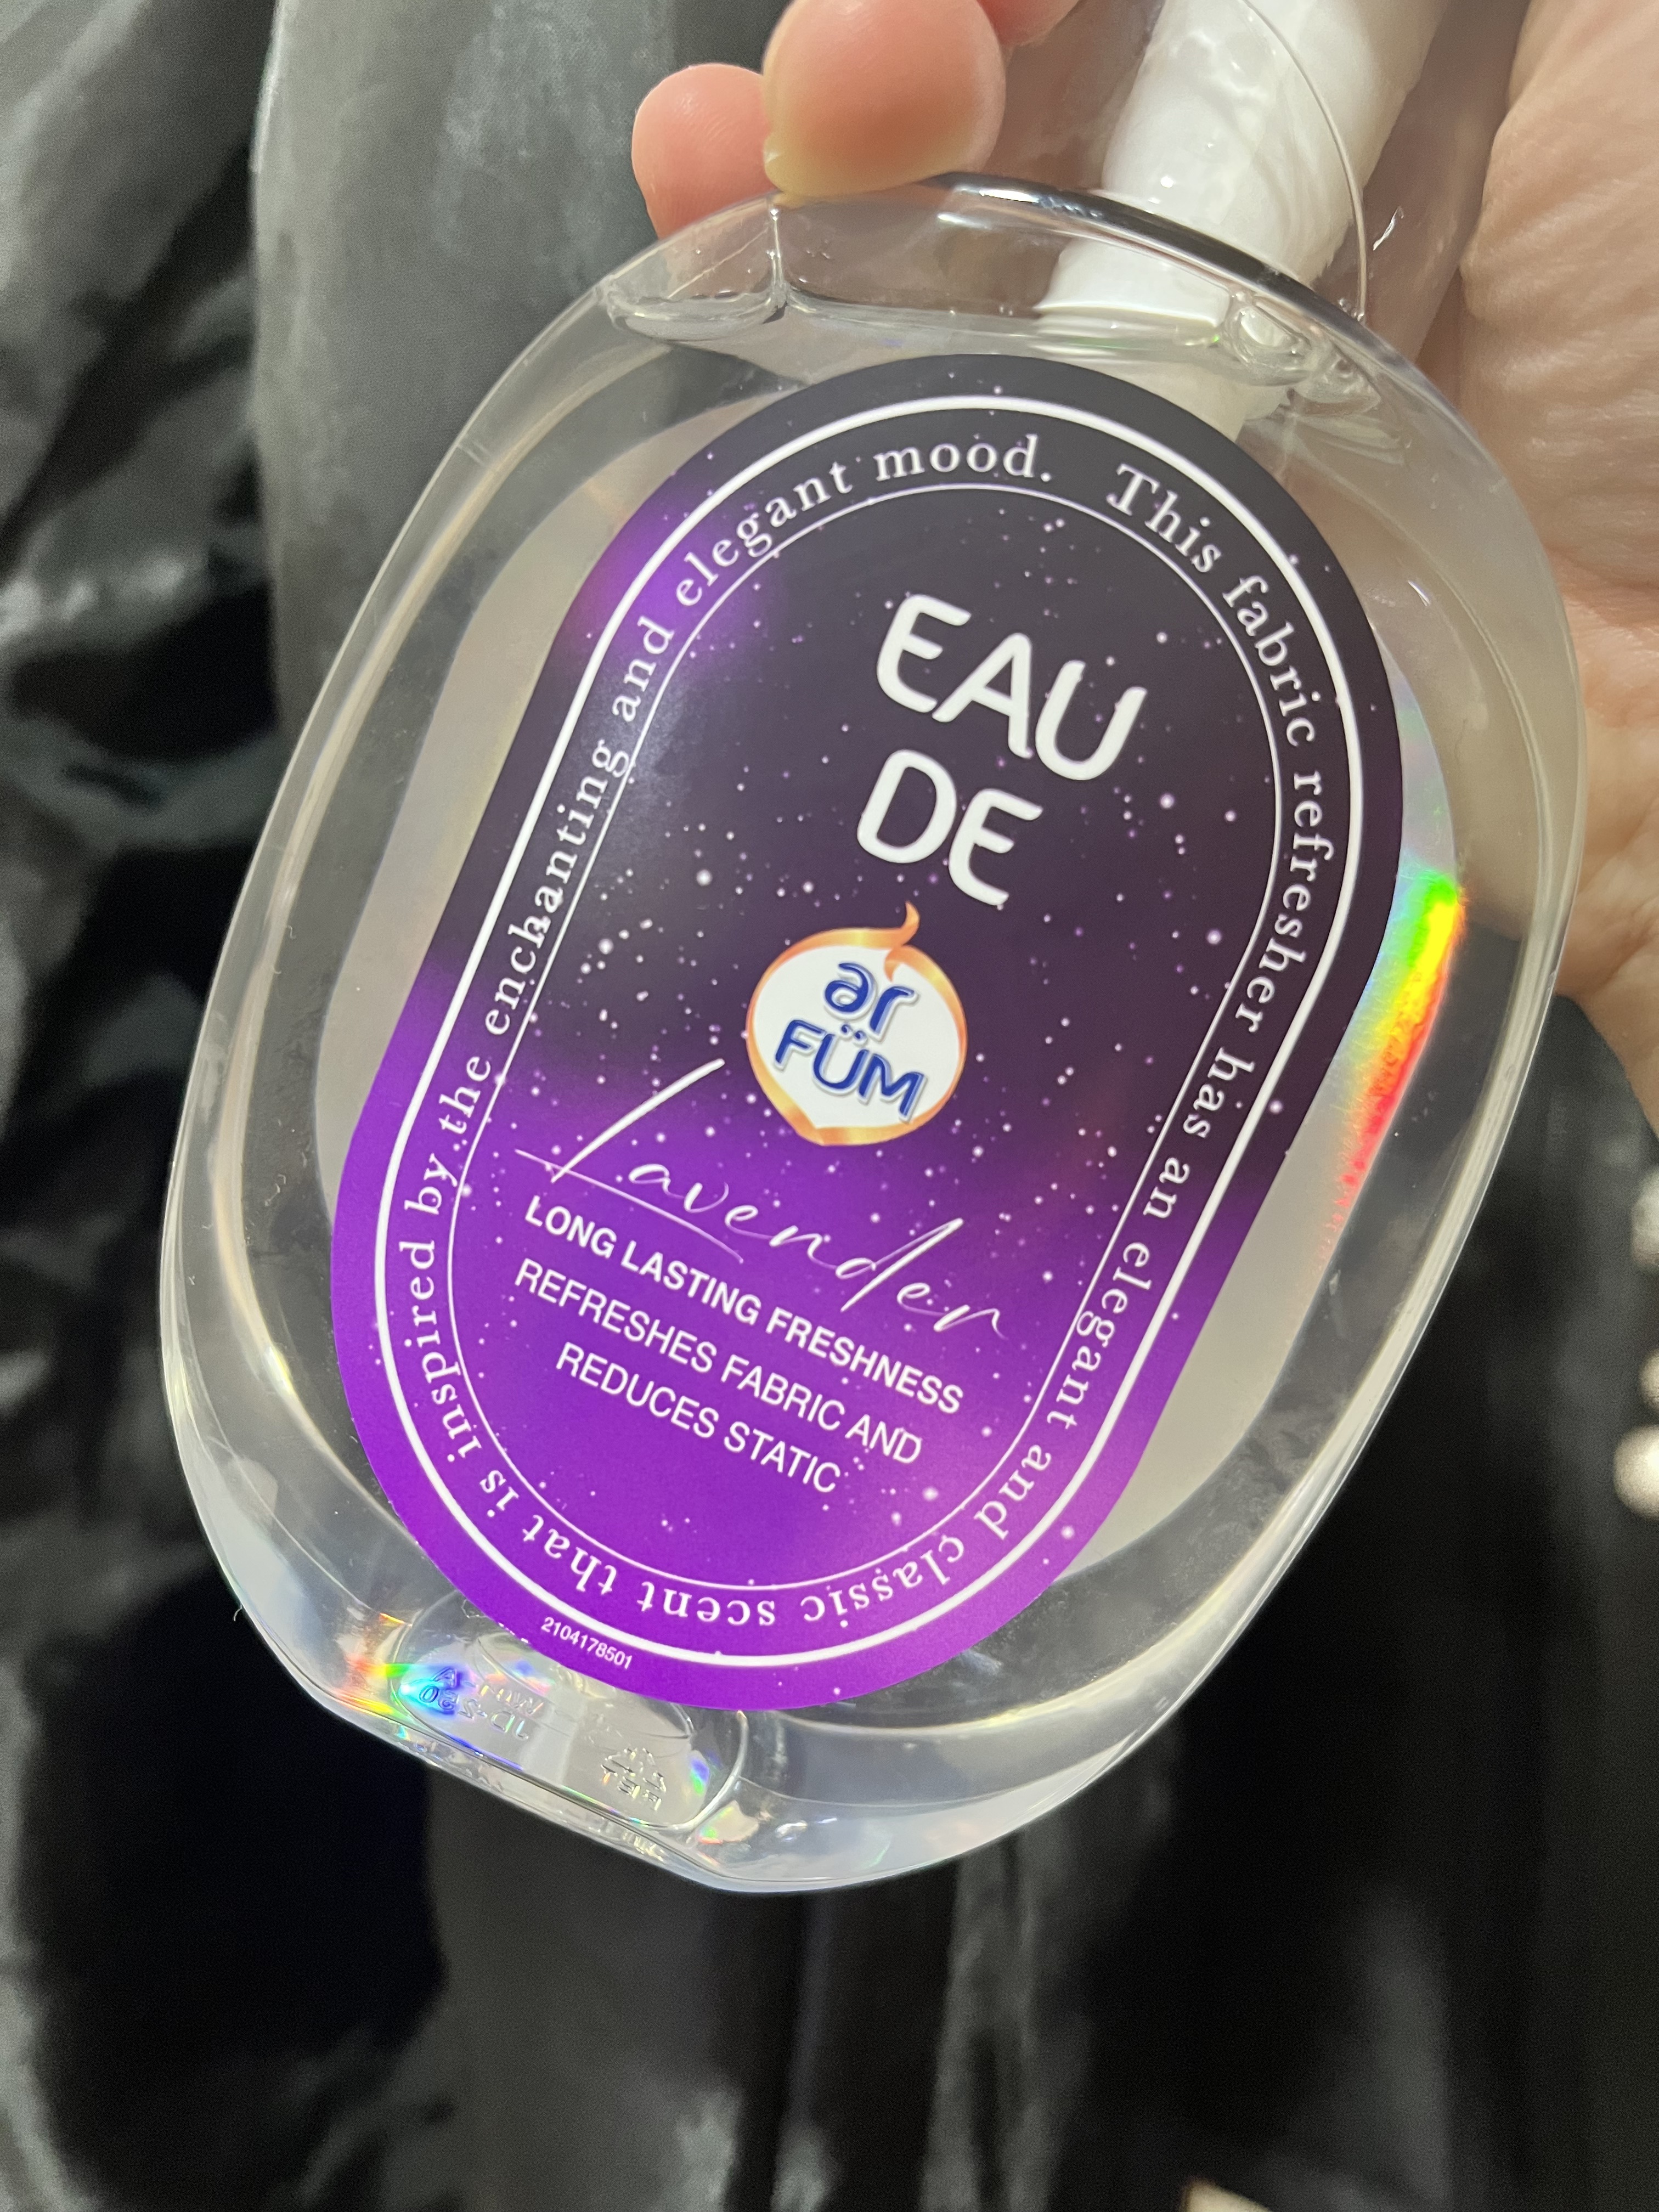 This fabric refresher has an elegant and classic scent that is inspired by the enchanting and elegant mood.
EAU
DE
ar
FÜM
Lavender
LONG LASTING FRESHNESS
REFRESHES FABRIC AND
REDUCES STATIC
2104178501
PET